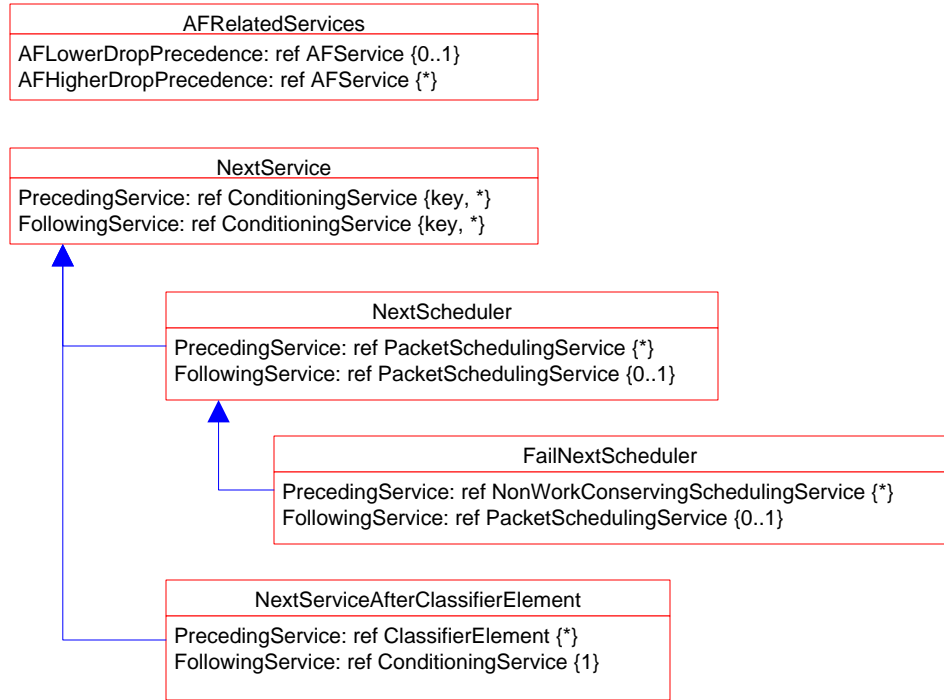 AFRelatedServices
AFLowerDropPrecedence: ref AFService {0..1}
AFHigherDropPrecedence: ref AFService {*}
NextService
PrecedingService: ref ConditioningService {key, *}
FollowingService: ref ConditioningService {key, *}
NextScheduler
PrecedingService: ref PacketSchedulingService {*}
FollowingService: ref PacketSchedulingService {0..1}
FailNextScheduler
PrecedingService: ref NonWorkConservingSchedulingService {*}
FollowingService: ref PacketSchedulingService {0..1}
NextServiceAfterClassifierElement
PrecedingService: ref ClassifierElement {*}
FollowingService: ref ConditioningService {1}